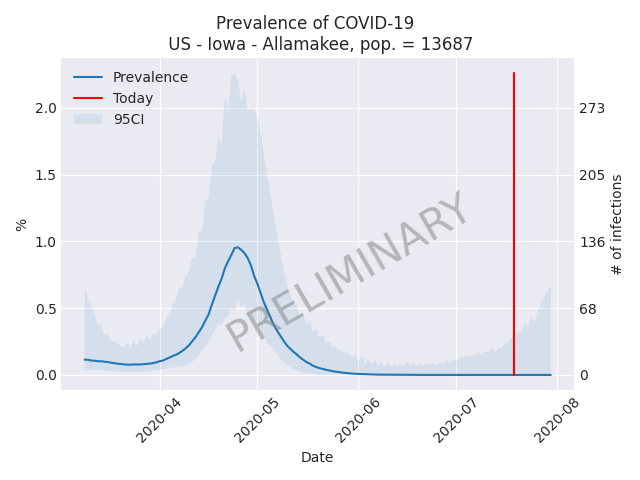 Prevalence of COVID-19
US - Iowa - Allamakee, pop. = 13687
Prevalence
Today
95CI
2.0
1.5
1.0
0.5
0.0
%
273
205
136
68
0
# of infections
PRELIMINARY
2020-04
2020-05
2020-06
2020-07
2020-08
Date